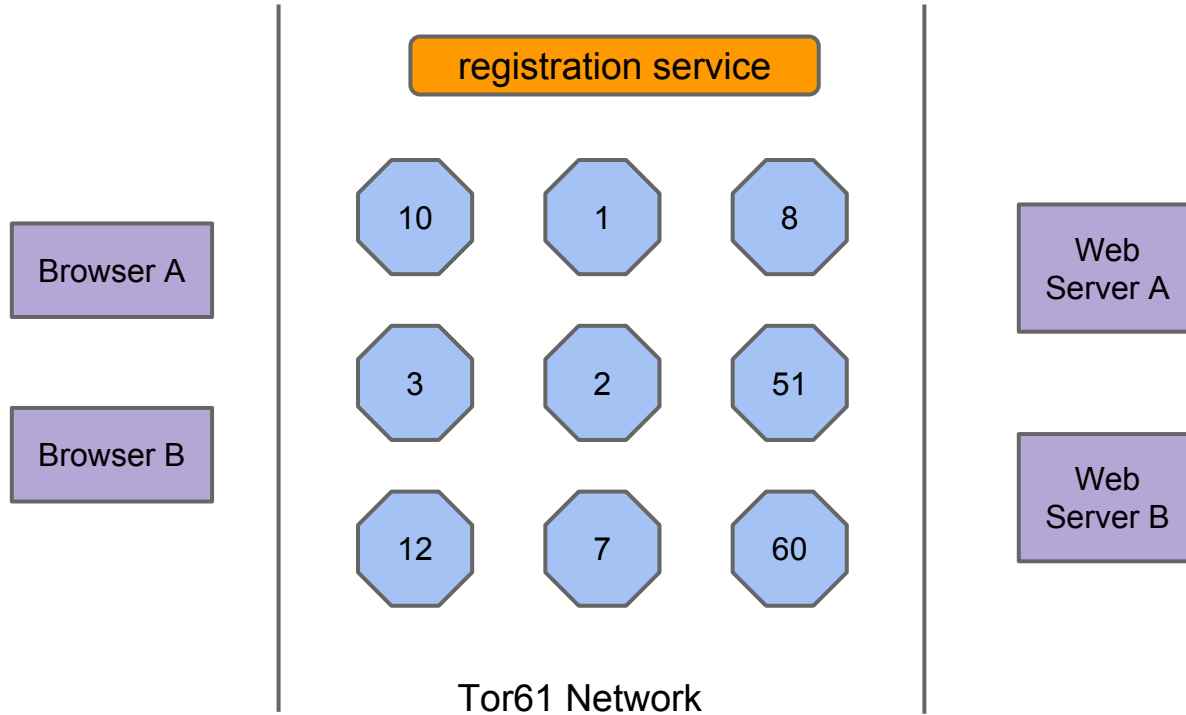 registration service
10
1
8
Browser A
Web
Server A
3
2
51
Browser B
Web
Server B
12
7
60
Tor61 Network